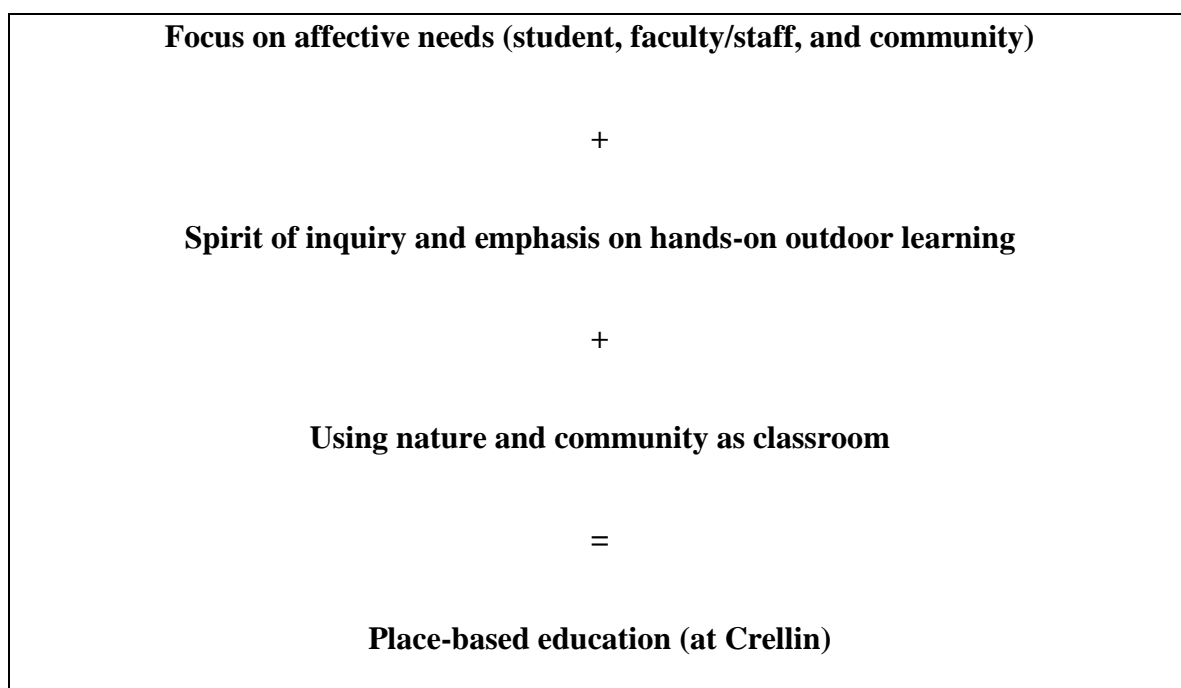 Focus on affective needs (student, faculty/staff, and community)
+
Spirit of inquiry and emphasis on hands-on outdoor learning
+
Using nature and community as classroom
=
Place-based education (at Crellin)